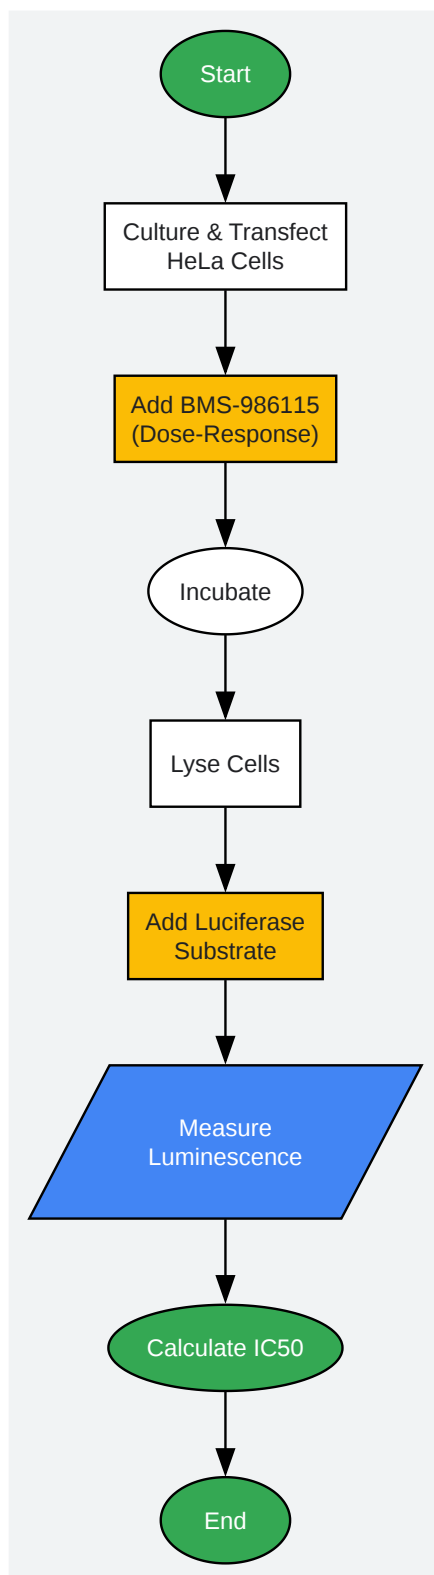 Start
Culture & Transfect
HeLa Cells
Add BMS-986115
(Dose-Response)
Incubate
Lyse Cells
Add Luciferase
Substrate
Measure
Luminescence
Calculate IC50
End